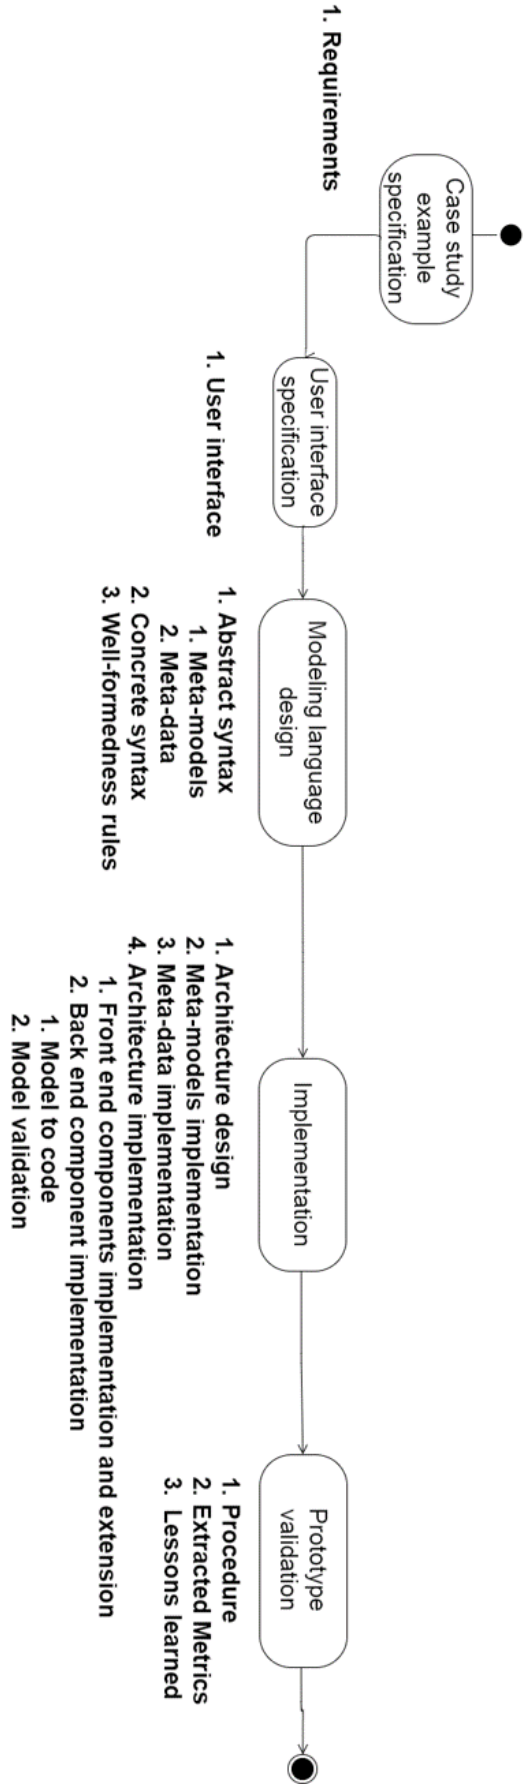 Case study
example
specification
1. Requirements
User interface
specification
1. User interface
Modeling language
design
1. Abstract syntax
1. Meta-models
2. Meta-data
2. Concrete syntax
3. Well-formedness rules
Implementation
1. Architecture design
2. Meta-models implementation
3. Meta-data implementation
4. Architecture implementation
1. Front end components implementation and extension
2. Back end component implementation
1. Model to code
2. Model validation
Prototype
validation
1. Procedure
2. Extracted Metrics
3. Lessons learned